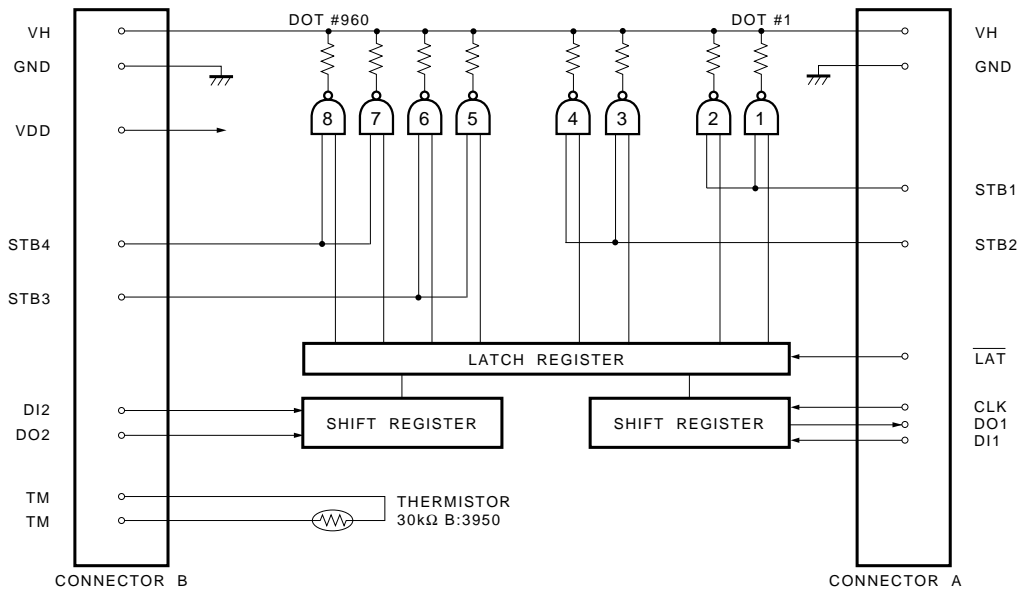 DOT #960
DOT #1
VH
VH
GND
GND
VDD
8
7
6
5
4
3
2
1
STB1
STB4
STB2
STB3
LATCH REGISTER
LAT
DI2
CLK
SHIFT REGISTER
SHIFT REGISTER
DO1
DO2
DI1
TM
THERMISTOR
TM
30kΩ B:3950
CONNECTOR B
CONNECTOR A